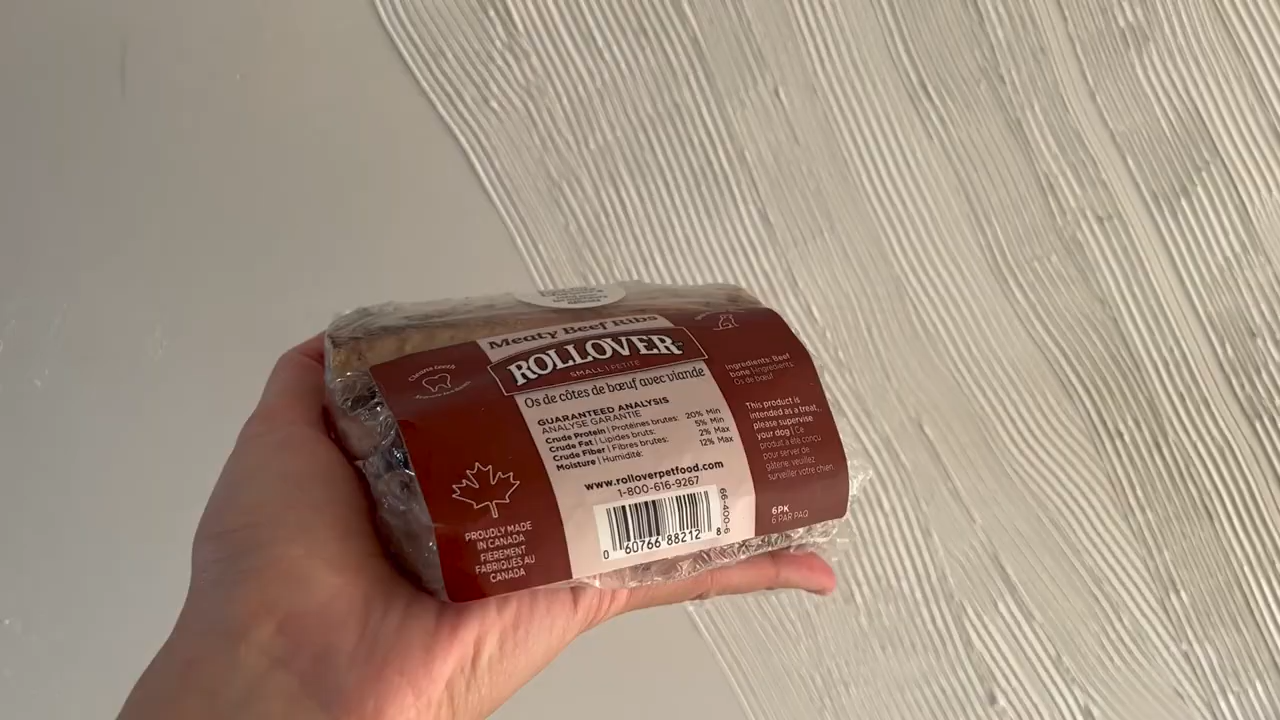 Meaty Beef Ribs
ROLLOVER
SMALL | PETITE
Os de côtes de bœuf avec viande
GUARANTEED ANALYSIS
ANALYSE GARANTIE
Crude Protein | Protéines brutes: 20% Min
Crude Fat | Lipides bruts: 5% Min
Crude Fiber | Fibres brutes: 2% Max
Moisture | Humidité: 12% Max
www.rolloverpetfood.com
1-800-616-9267
66-400-6
0 60766 88212 8
Cleans teeth
PROUDLY MADE
IN CANADA
FIEREMENT
FABRIQUES AU
CANADA
Ingredients: Beef
bone | Ingrédients:
Os de bœuf
This product is
intended as a treat,
please supervise
your dog | Ce
produit a été conçu
pour servir de
gâterie, veuillez
surveiller votre chien.
6PK
6 PAR PAQ